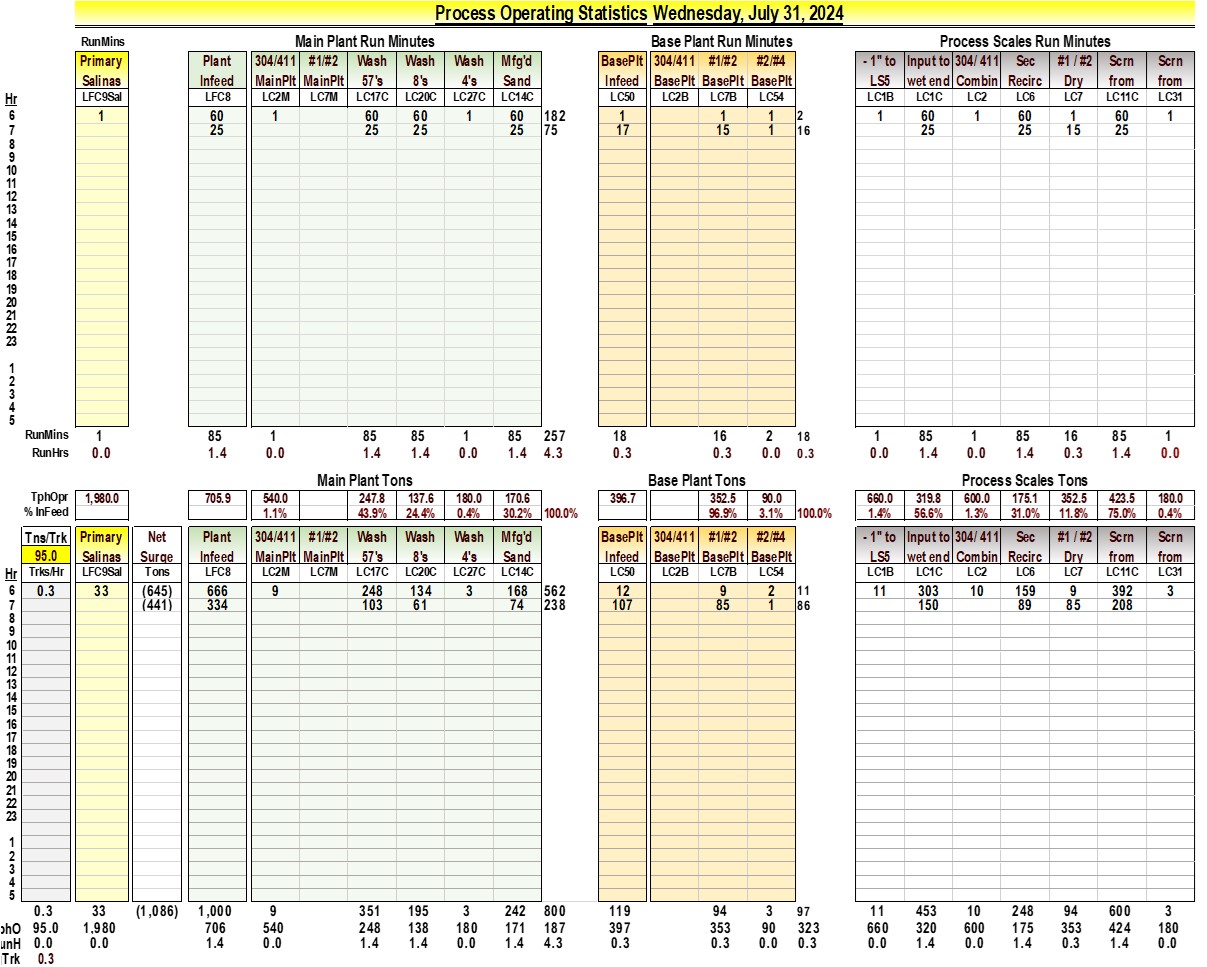 Process Operating Statistics Wednesday, July 31, 2024
RunMins Main Plant Run Minutes Base Plant Run Minutes Process Scales Run Minutes
Primary Plant 304/411 #1/#2 Wash Wash Wash Mfg'd BasePlt 304/411 #1/#2 #2/#4 - 1" to Input to 304/ 411 Sec #1 / #2 Scrn Scrn
Salinas Infeed MainPlt MainPlt 57's 8's 4's Sand Infeed BasePlt BasePlt BasePlt LS5 wet end Combin Recirc Dry from from
Hr LFC9Sal LFC8 LC2M LC7M LC17C LC20C LC27C LC14C LC50 LC2B LC7B LC54 LC1B LC1C LC2 LC6 LC7 LC11C LC31
6 1 60 1 60 60 1 60 182 1 1 1 2 1 60 1 60 1 60 1
7 25 25 25 25 75 17 15 1 16 25 25 15 25
8
9
10
11
12
13
14
15
16
17
18
19
20
21
22
23
1
2
3
4
5
RunMins 1 85 1 85 85 1 85 257 18 16 2 18 1 85 1 85 16 85 1
RunHrs 0.0 1.4 0.0 1.4 1.4 0.0 1.4 4.3 0.3 0.3 0.0 0.3 0.0 1.4 0.0 1.4 0.3 1.4 0.0
Main Plant Tons Base Plant Tons Process Scales Tons
TphOpr 1,980.0 705.9 540.0 247.8 137.6 180.0 170.6 396.7 352.5 90.0 660.0 319.8 600.0 175.1 352.5 423.5 180.0
% InFeed 1.1% 43.9% 24.4% 0.4% 30.2% 100.0% 96.9% 3.1% 100.0% 1.4% 56.6% 1.3% 31.0% 11.8% 75.0% 0.4%
Tns/Trk Primary Net Plant 304/411 #1/#2 Wash Wash Wash Mfg'd BasePlt 304/411 #1/#2 #2/#4 - 1" to Input to 304/ 411 Sec #1 / #2 Scrn Scrn
95.0 Salinas Surge Infeed MainPlt MainPlt 57's 8's 4's Sand Infeed BasePlt BasePlt BasePlt LS5 wet end Combin Recirc Dry from from
Hr Trks/Hr LFC9Sal Tons LFC8 LC2M LC7M LC17C LC20C LC27C LC14C LC50 LC2B LC7B LC54 LC1B LC1C LC2 LC6 LC7 LC11C LC31
6 0.3 33 (645) 666 9 248 134 3 168 562 12 9 2 11 11 303 10 159 9 392 3
7 (441) 334 103 61 74 238 107 85 1 86 150 89 85 208
8
9
10
11
12
13
14
15
16
17
18
19
20
21
22
23
1
2
3
4
5
0.3 33 (1,086) 1,000 9 351 195 3 242 800 119 94 3 97 11 453 10 248 94 600 3
phO 95.0 1,980 706 540 248 138 180 171 187 397 353 90 323 660 320 600 175 353 424 180
unH 0.0 0.0 1.4 0.0 1.4 1.4 0.0 1.4 4.3 0.3 0.3 0.0 0.3 0.0 1.4 0.0 1.4 0.3 1.4 0.0
Trk 0.3